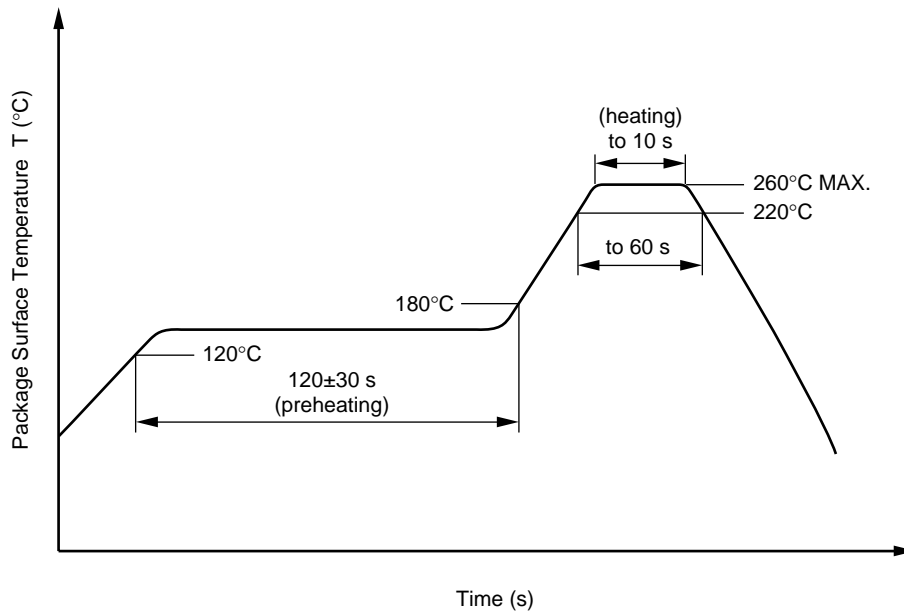 Package Surface Temperature T (°C)
(heating)
to 10 s
260°C MAX.
220°C
to 60 s
180°C
120°C
120±30 s
(preheating)
Time (s)